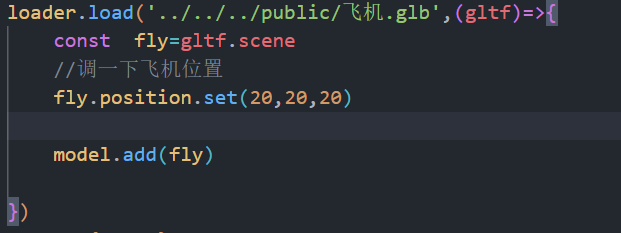 loader.load('../../../public/飞机.glb',(gltf)=>{
const  fly=gltf.scene
//调一下飞机位置
fly.position.set(20,20,20)
model.add(fly)
})